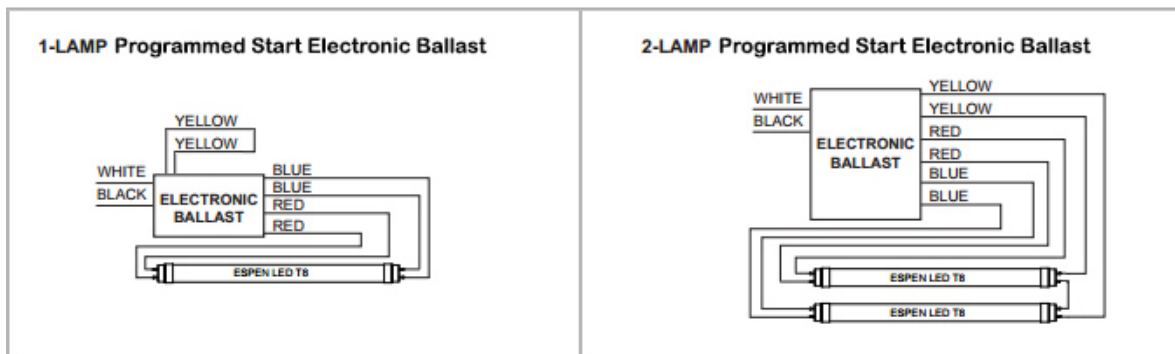 1-LAMP Programmed Start Electronic Ballast
YELLOW
YELLOW
WHITE
BLACK
ELECTRONIC
BALLAST
BLUE
BLUE
RED
RED
ESPEN LED T8
2-LAMP Programmed Start Electronic Ballast
WHITE
BLACK
ELECTRONIC
BALLAST
YELLOW
YELLOW
RED
RED
BLUE
BLUE
ESPEN LED T8
ESPEN LED T8